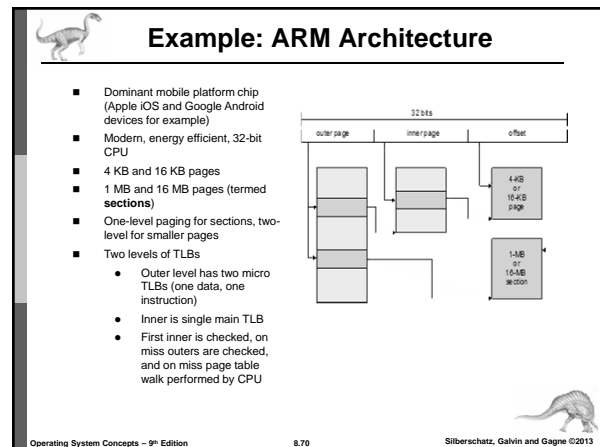 Example: ARM Architecture
■ Dominant mobile platform chip
(Apple iOS and Google Android
devices for example)
■ Modern, energy efficient, 32-bit
CPU
■ 4 KB and 16 KB pages
■ 1 MB and 16 MB pages (termed
sections)
■ One-level paging for sections, two-
level for smaller pages
■ Two levels of TLBs
● Outer level has two micro
TLBs (one data, one
instruction)
● Inner is single main TLB
● First inner is checked, on
miss outers are checked,
and on miss page table
walk performed by CPU
32 bits
outer page inner page offset
4-KB
or
16-KB
page
1-MB
or
16-MB
section
Operating System Concepts – 9th Edition 8.70 Silberschatz, Galvin and Gagne ©2013